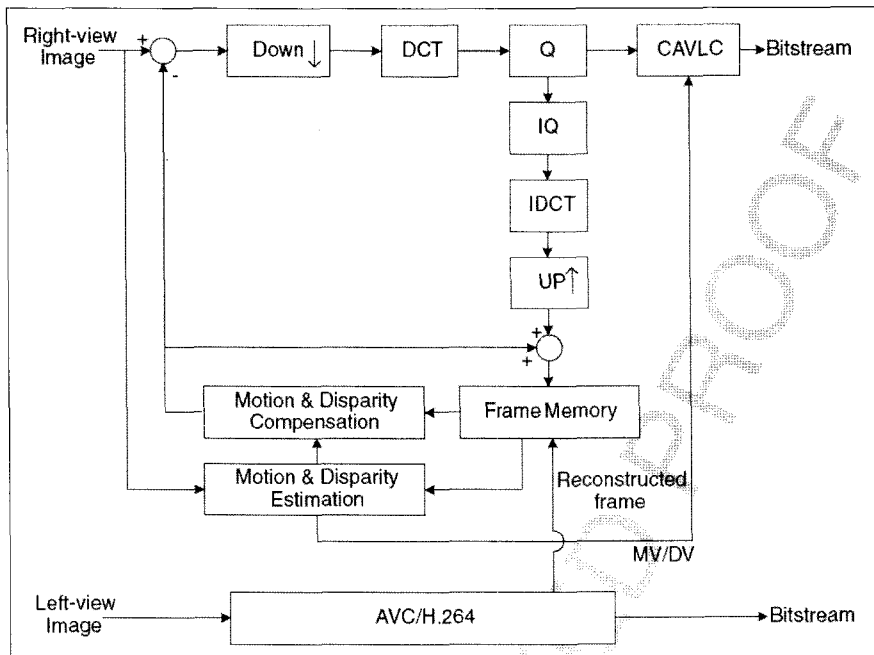 Right-view
Image
+
-
Down ↓
DCT
Q
CAVLC
Bitstream
IQ
IDCT
UP↑
+
+
Motion & Disparity
Compensation
Frame Memory
Motion & Disparity
Estimation
Reconstructed
frame
MV/DV
Left-view
Image
AVC/H.264
Bitstream
PROOF